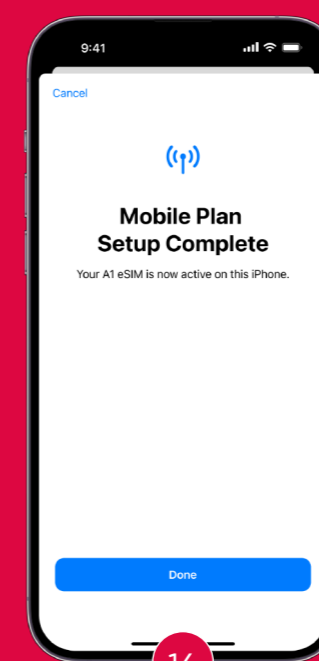 9:41
Cancel
Mobile Plan
Setup Complete
Your A1 eSIM is now active on this iPhone.
Done